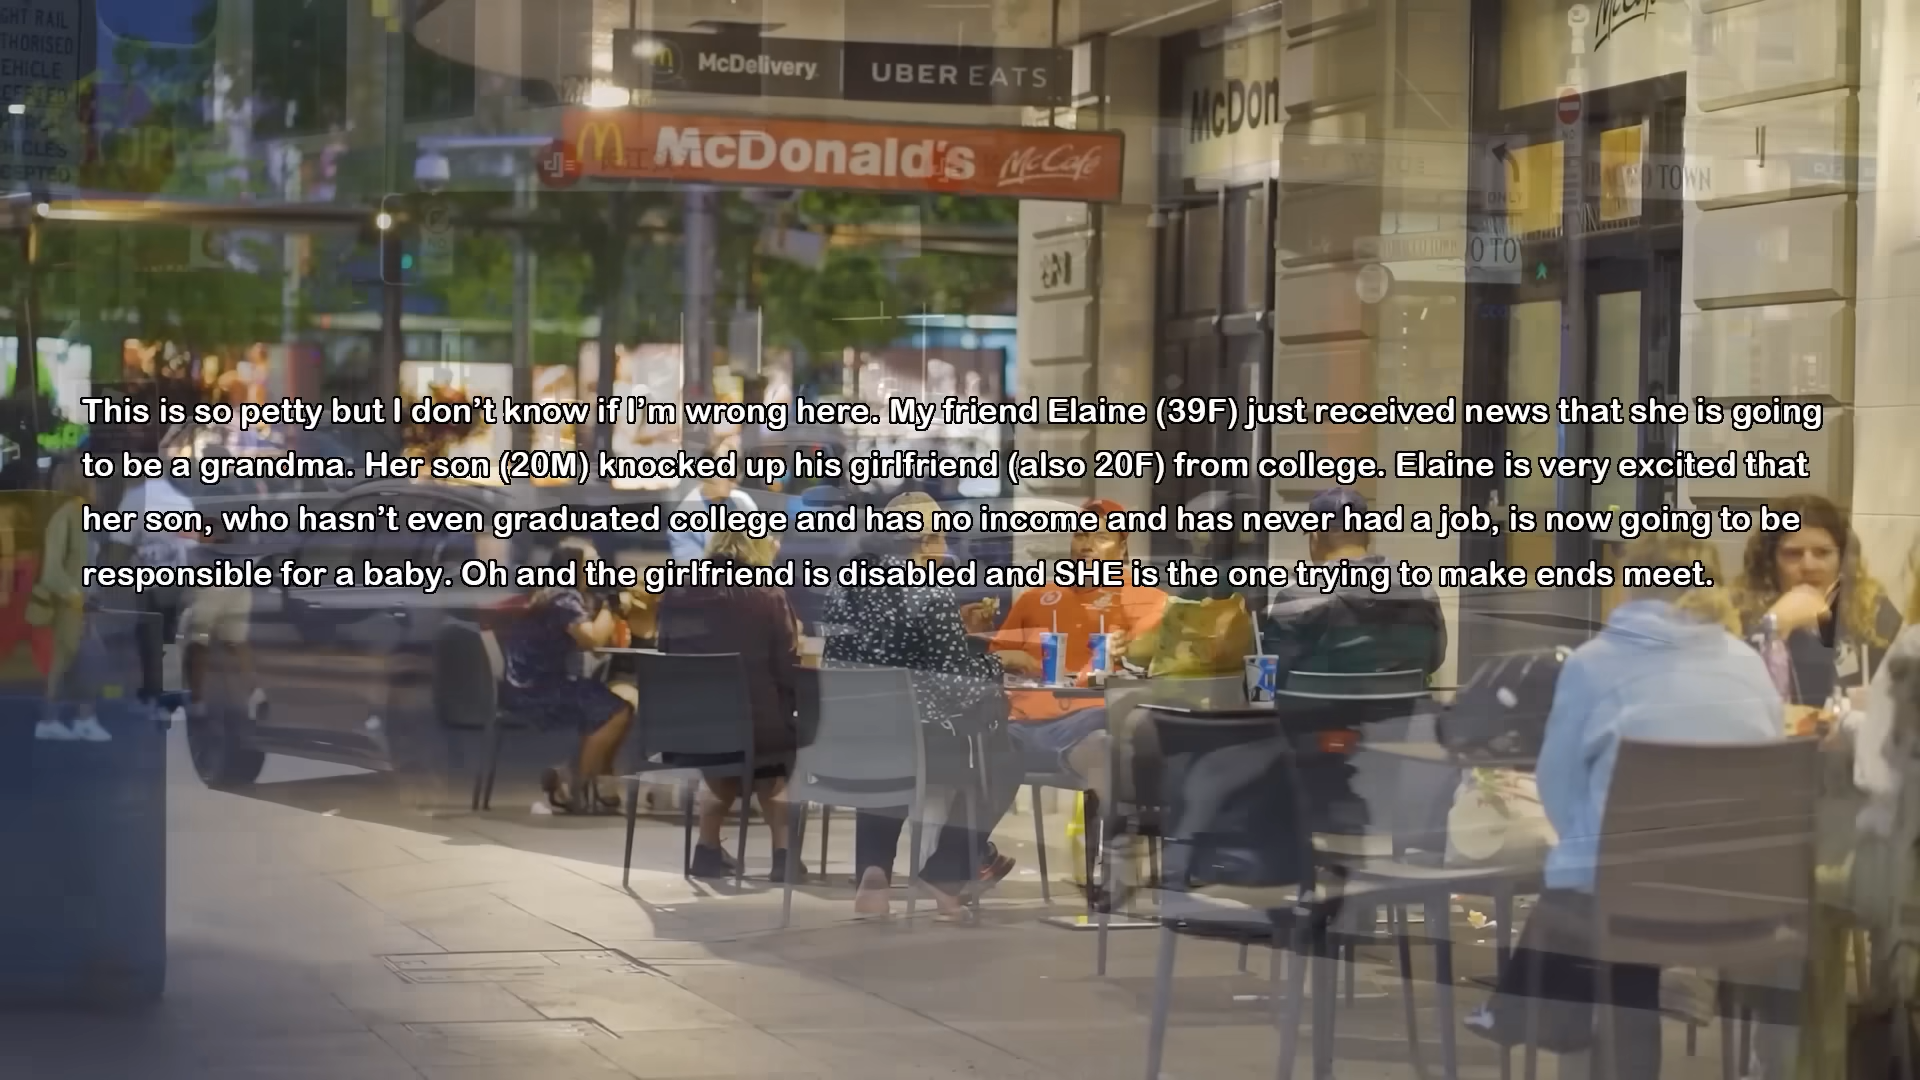 McDelivery
UBER EATS
McDonald's
McCafé
McDon
This is so petty but I don’t know if I’m wrong here. My friend Elaine (39F) just received news that she is going
to be a grandma. Her son (20M) knocked up his girlfriend (also 20F) from college. Elaine is very excited that
her son, who hasn’t even graduated college and has no income and has never had a job, is now going to be
responsible for a baby. Oh and the girlfriend is disabled and SHE is the one trying to make ends meet.